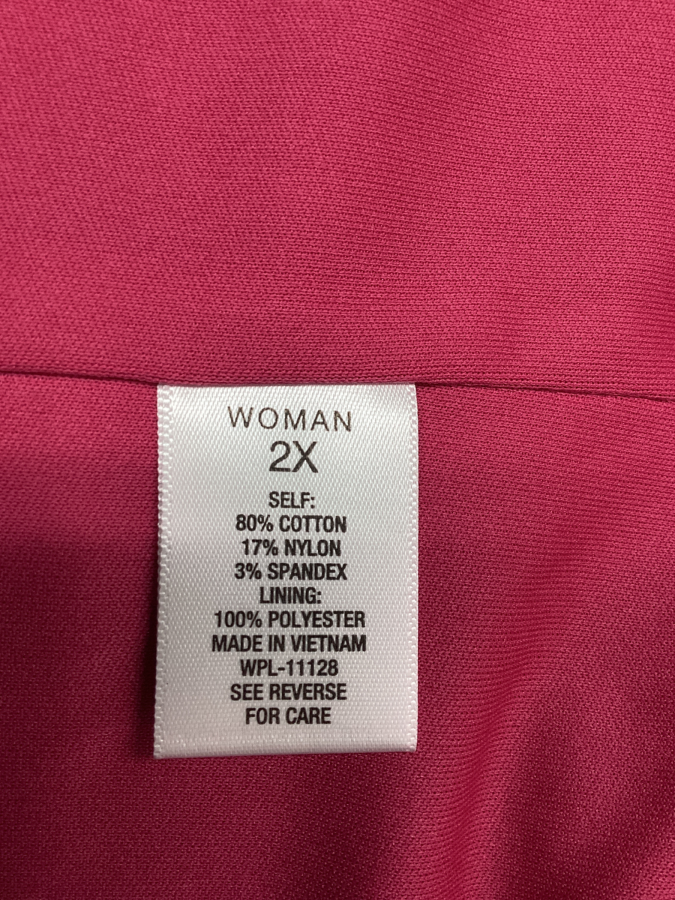 WOMAN
2X
SELF:
80% COTTON
17% NYLON
3% SPANDEX
LINING:
100% POLYESTER
MADE IN VIETNAM
WPL-11128
SEE REVERSE
FOR CARE